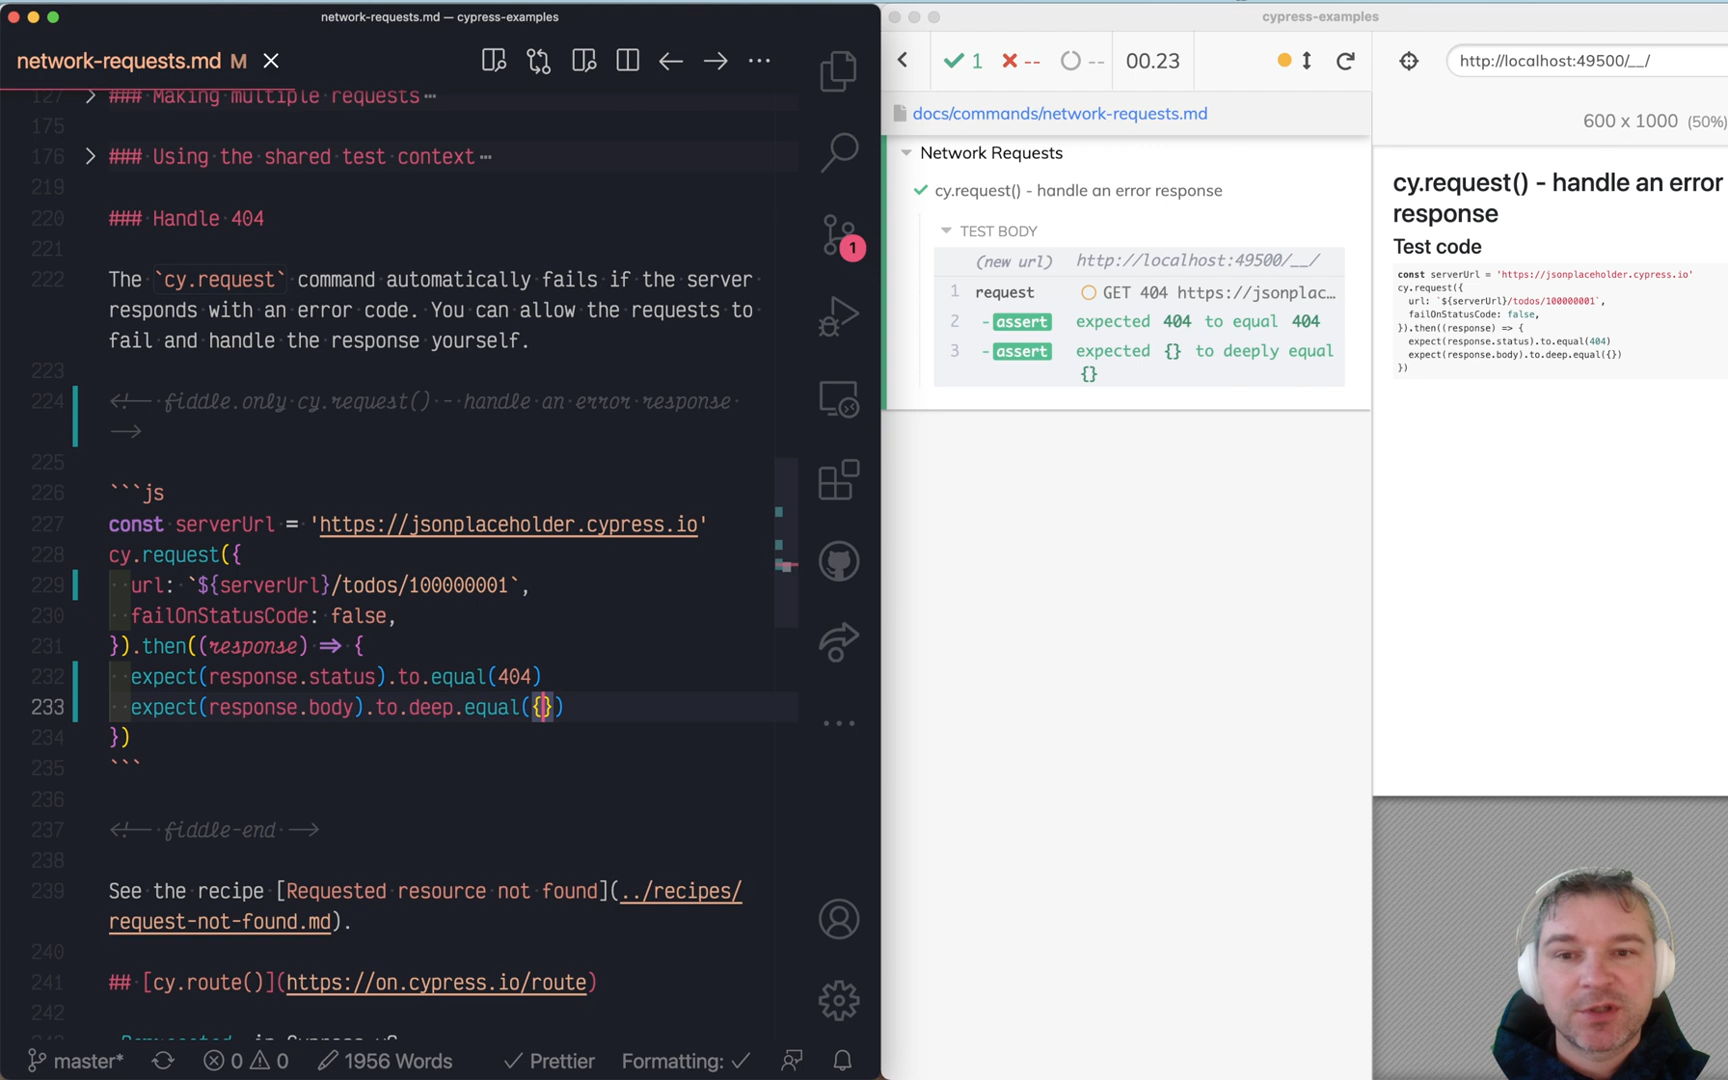 network-requests.md — cypress-examples
network-requests.md M
127 ### Making multiple requests
175
176 ### Using the shared test context
219
220 ### Handle 404
221
222 The `cy.request` command automatically fails if the server
responds with an error code. You can allow the requests to
fail and handle the response yourself.
223
224 <!-- fiddle.only cy.request() - handle an error response
-->
225
226 ```js
227 const serverUrl = 'https://jsonplaceholder.cypress.io'
228 cy.request({
229 url: `${serverUrl}/todos/100000001`,
230 failOnStatusCode: false,
231 }).then((response) => {
232 expect(response.status).to.equal(404)
233 expect(response.body).to.deep.equal({})
234 })
235 ```
236
237 <!-- fiddle-end -->
238
239 See the recipe [Requested resource not found](../recipes/
request-not-found.md).
240
241 ## [cy.route()](https://on.cypress.io/route)
242
1
master* 0 0 1956 Words Prettier Formatting:
cypress-examples
1 -- -- 00.23
docs/commands/network-requests.md
Network Requests
cy.request() - handle an error response
TEST BODY
(new url) http://localhost:49500/__/
1 request GET 404 https://jsonplac...
2 -assert expected 404 to equal 404
3 -assert expected {} to deeply equal
{}
http://localhost:49500/__/
600 x 1000 (50%)
cy.request() - handle an error
response
Test code
const serverUrl = 'https://jsonplaceholder.cypress.io'
cy.request({
url: `${serverUrl}/todos/100000001`,
failOnStatusCode: false,
}).then((response) => {
expect(response.status).to.equal(404)
expect(response.body).to.deep.equal({})
})